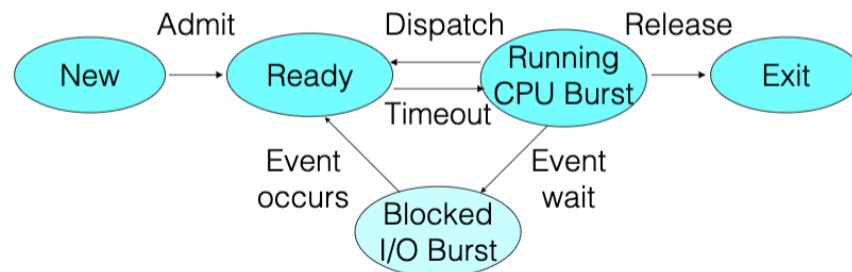 Admit
Dispatch
Release
New
Ready
Running
CPU Burst
Exit
Timeout
Event
occurs
Event
wait
Blocked
I/O Burst